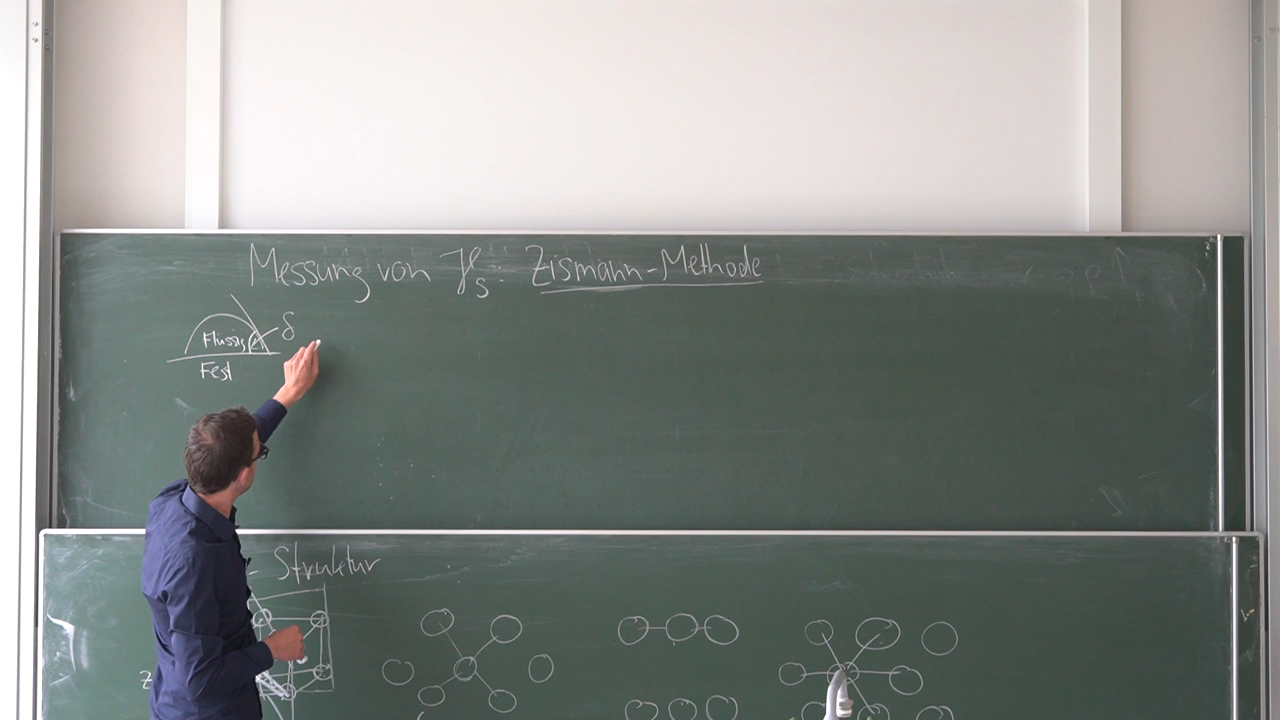 Messung von γS: Zismann-Methode
Flüssig δ
Fest
- Struktur
z